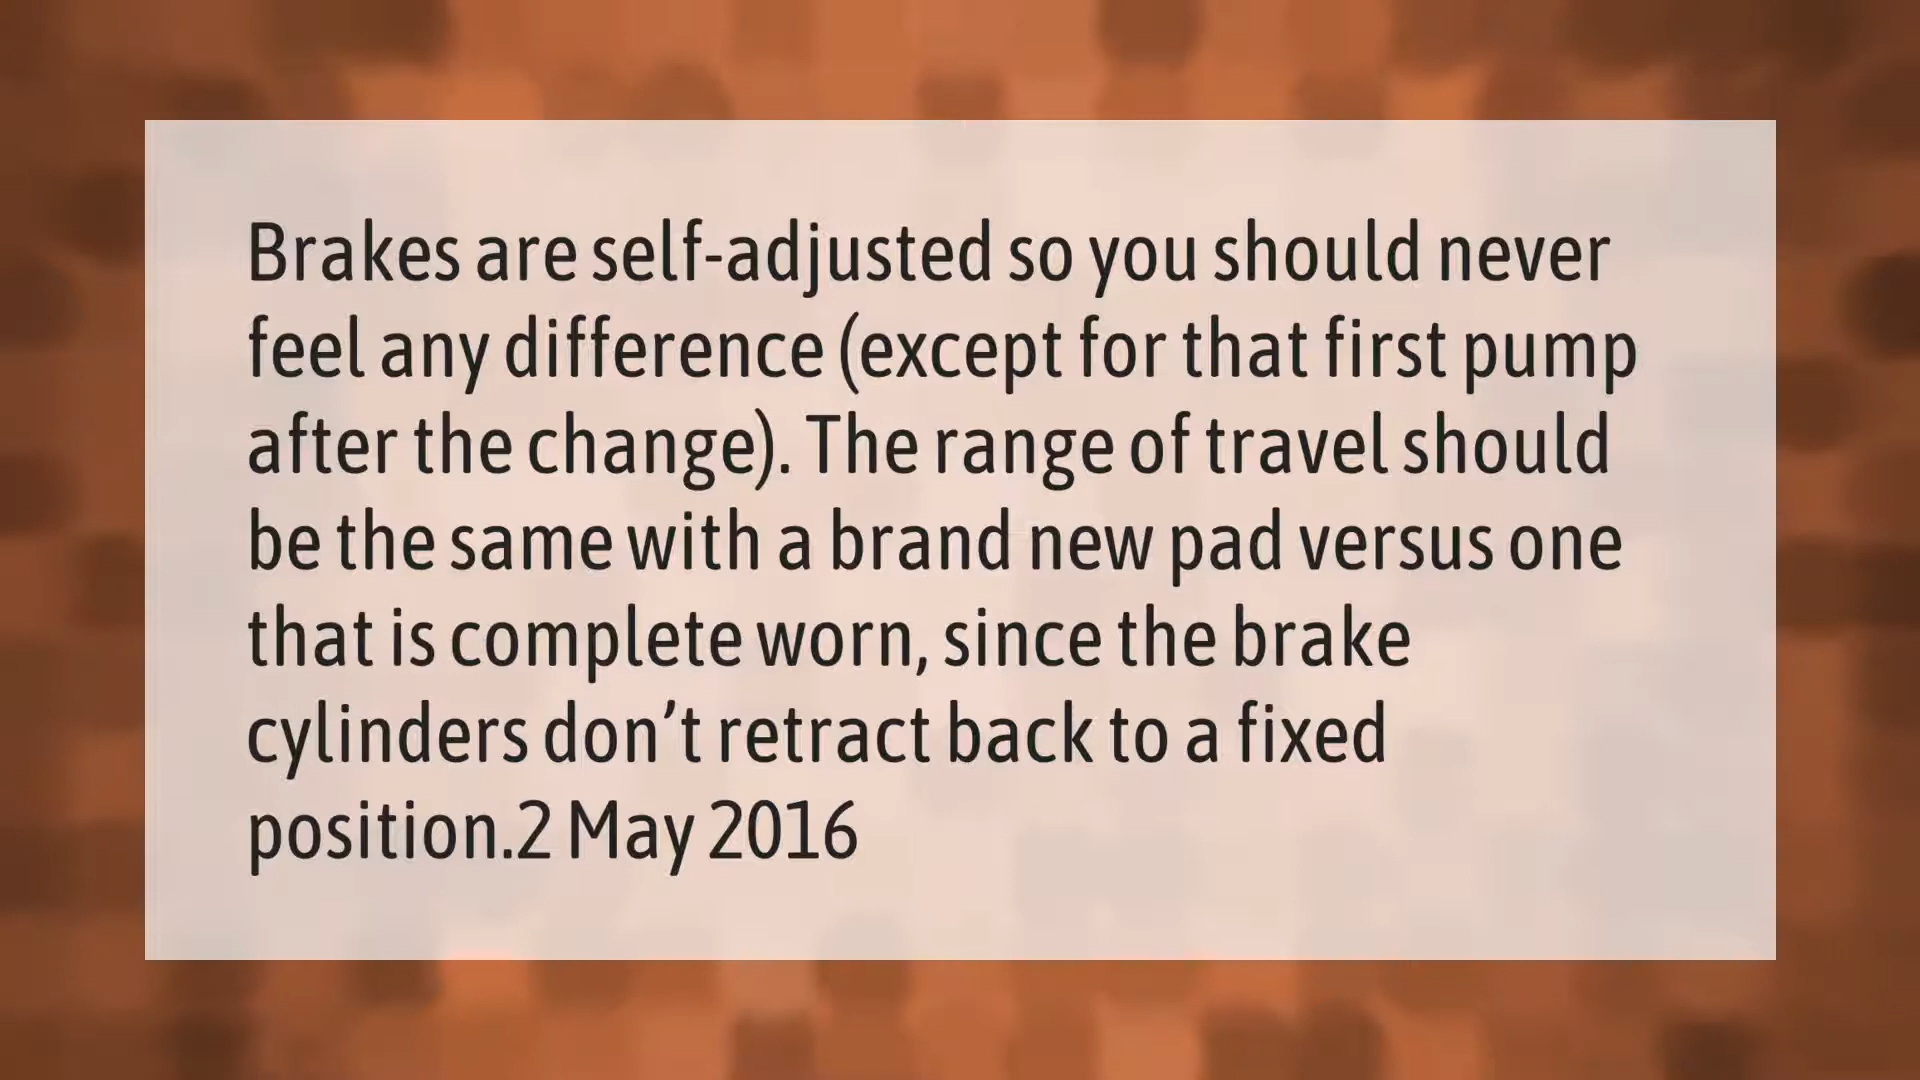 Brakes are self-adjusted so you should never
feel any difference (except for that first pump
after the change). The range of travel should
be the same with a brand new pad versus one
that is complete worn, since the brake
cylinders don’t retract back to a fixed
position.2 May 2016